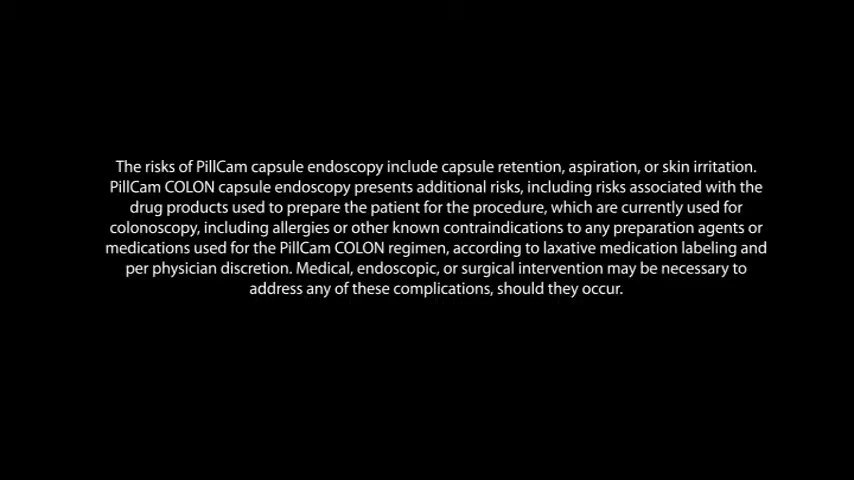 The risks of PillCam capsule endoscopy include capsule retention, aspiration, or skin irritation.
PillCam COLON capsule endoscopy presents additional risks, including risks associated with the
drug products used to prepare the patient for the procedure, which are currently used for
colonoscopy, including allergies or other known contraindications to any preparation agents or
medications used for the PillCam COLON regimen, according to laxative medication labeling and
per physician discretion. Medical, endoscopic, or surgical intervention may be necessary to
address any of these complications, should they occur.